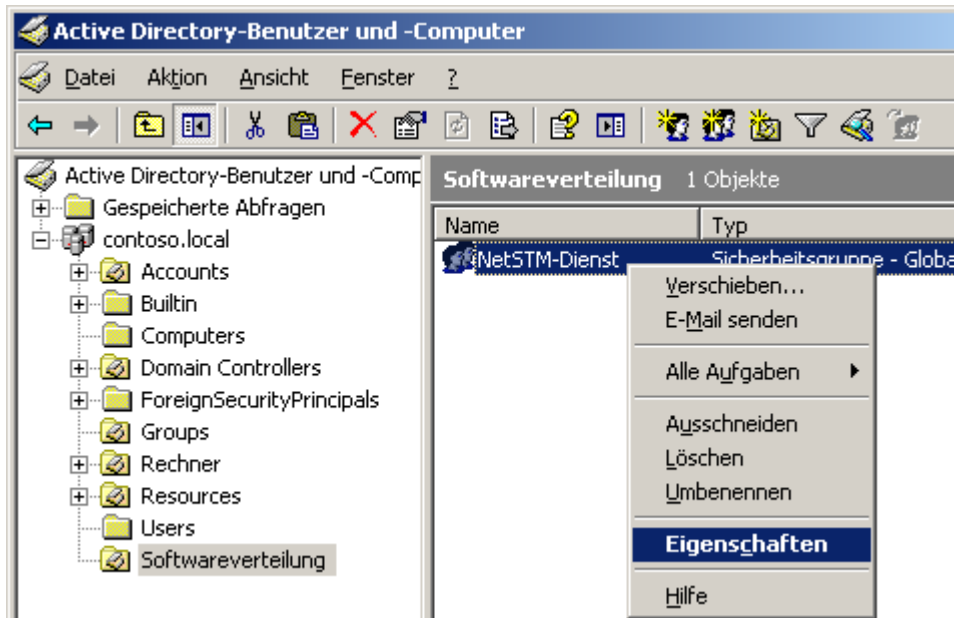 Active Directory-Benutzer und -Computer
Datei Aktion Ansicht Fenster ?
Active Directory-Benutzer und -Comp
Gespeicherte Abfragen
contoso.local
Accounts
Builtin
Computers
Domain Controllers
ForeignSecurityPrincipals
Groups
Rechner
Resources
Users
Softwareverteilung
Softwareverteilung 1 Objekte
Name Typ
NetSTM-Dienst Sicherheitsgruppe - Globa
Verschieben...
E-Mail senden
Alle Aufgaben
Ausschneiden
Löschen
Umbenennen
Eigenschaften
Hilfe